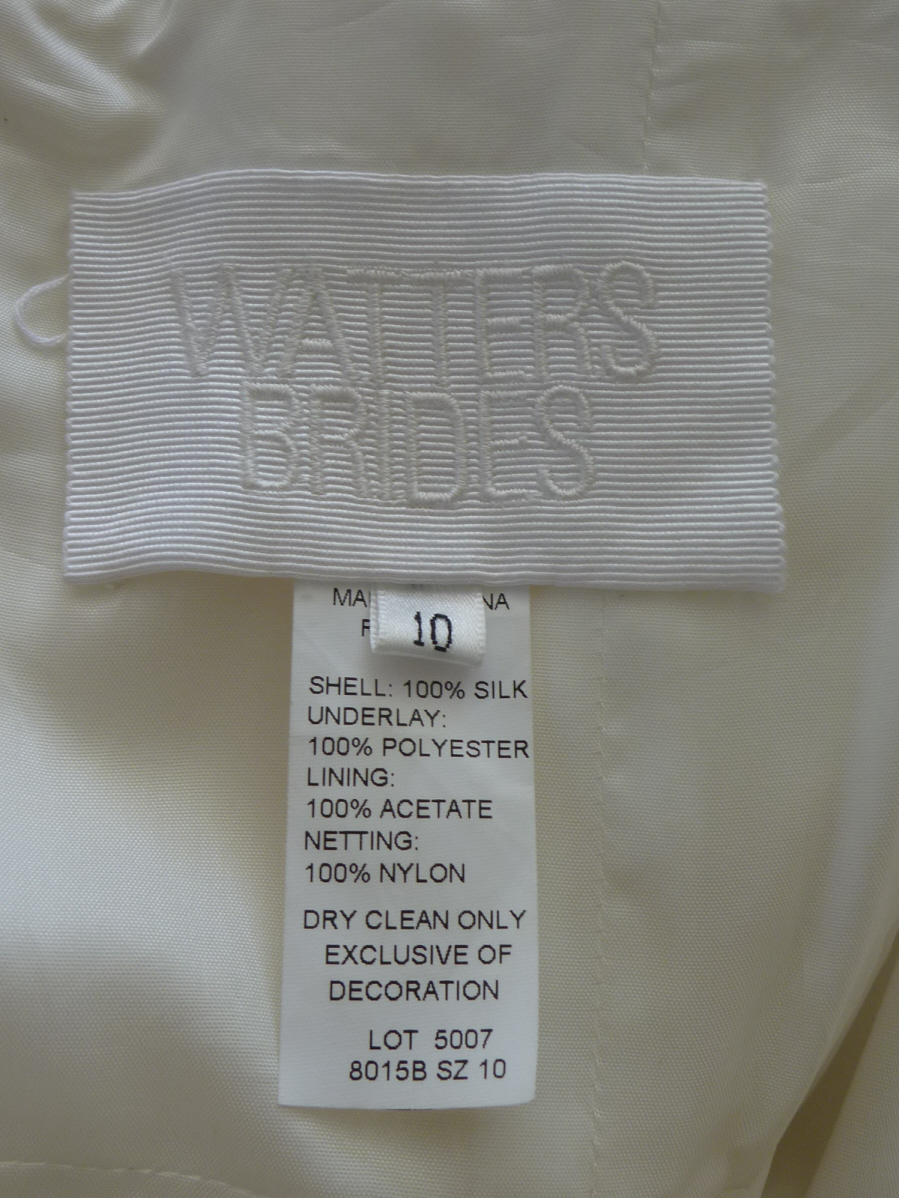 WATTERS
BRIDES
10
SHELL: 100% SILK
UNDERLAY:
100% POLYESTER
LINING:
100% ACETATE
NETTING:
100% NYLON
DRY CLEAN ONLY
EXCLUSIVE OF
DECORATION
LOT 5007
8015B SZ 10